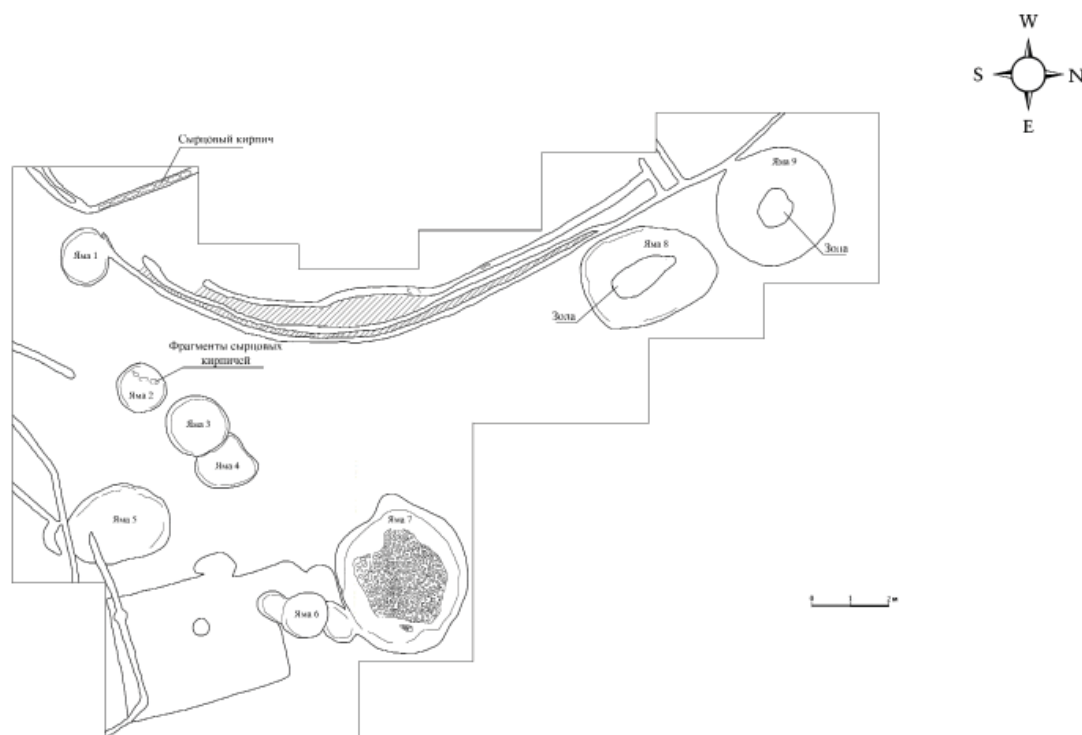 W
S N
E
Сырцовый кирпич
Яма 9
Яма 1
Яма 8
Зола
Зола
Фрагменты сырцовых
кирпичей
Яма 2
Яма 3
Яма 4
Яма 5
Яма 7
Яма 6
0 1 2 м